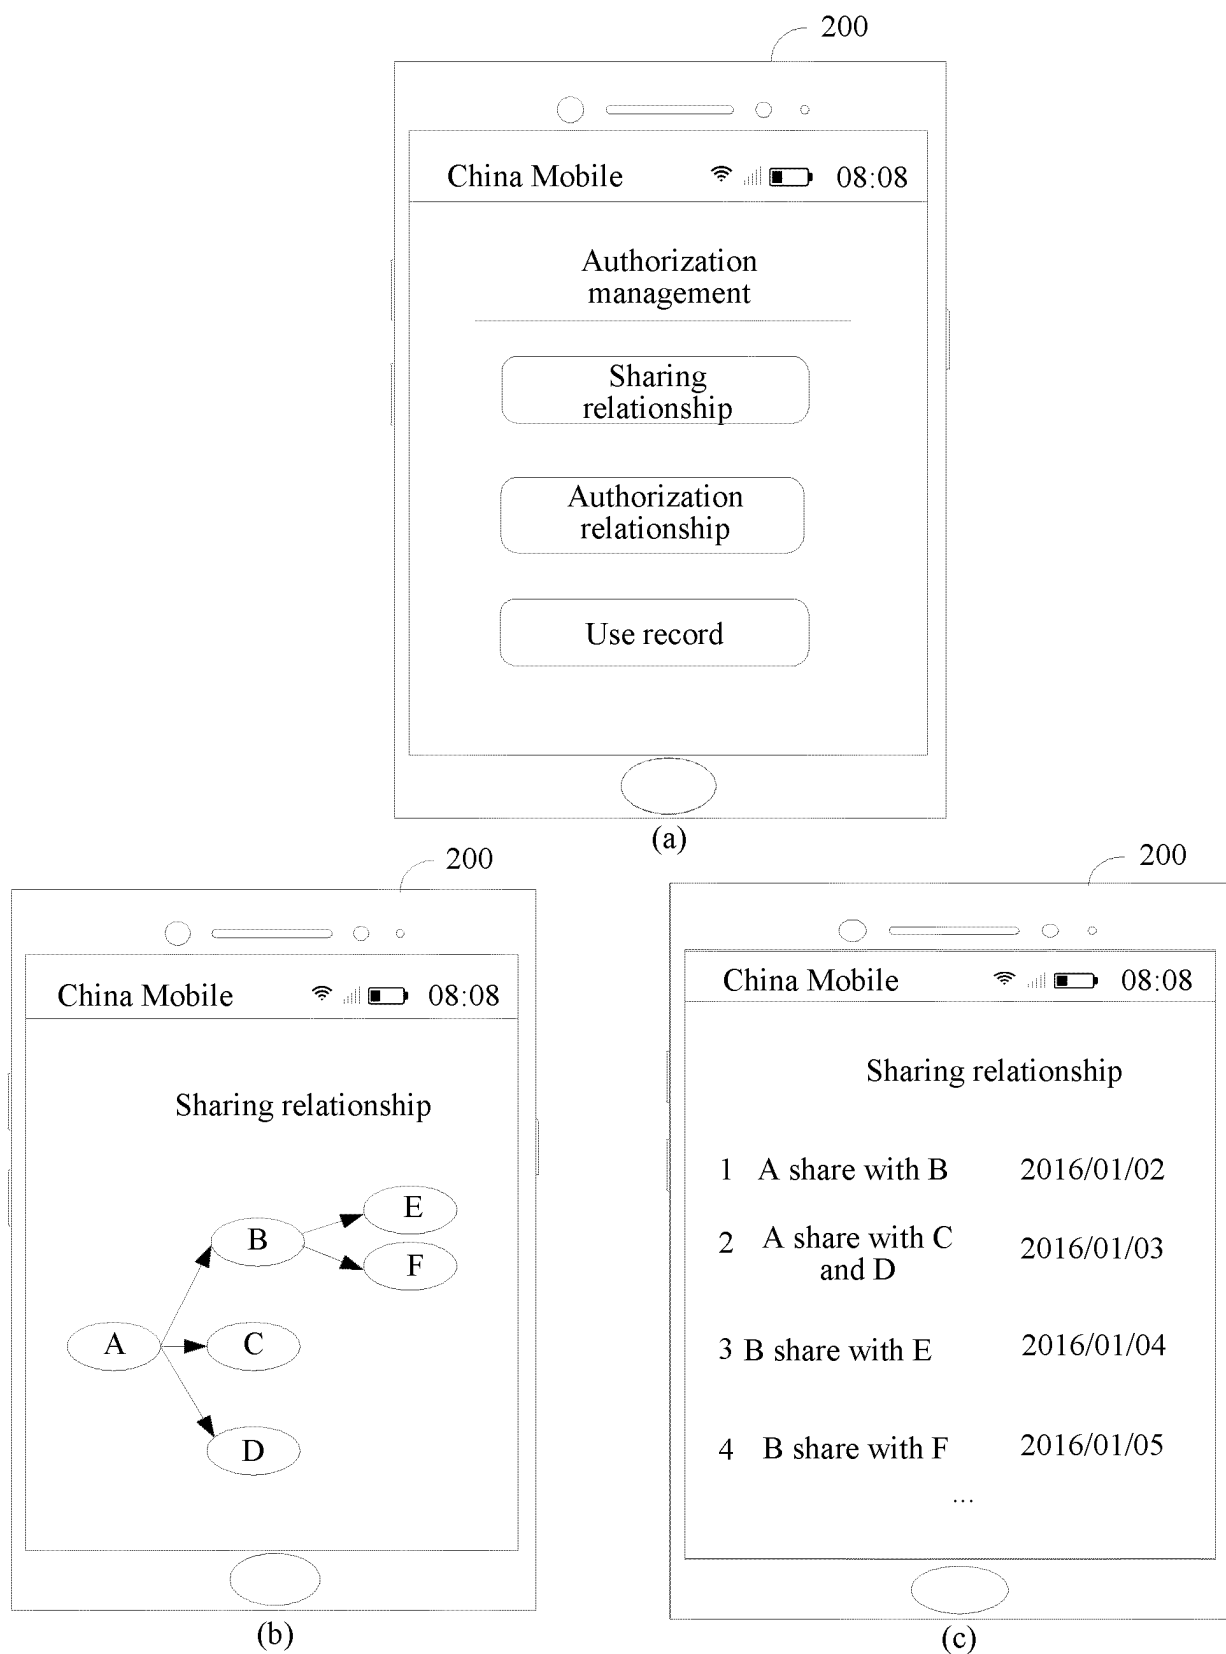 200
China Mobile 08:08
Authorization
management
Sharing
relationship
Authorization
relationship
Use record
(a)
200
China Mobile 08:08
Sharing relationship
E
B
F
A
C
D
(b)
200
China Mobile 08:08
Sharing relationship
1 A share with B 2016/01/02
2 A share with C 2016/01/03
and D
3 B share with E 2016/01/04
4 B share with F 2016/01/05
...
(c)